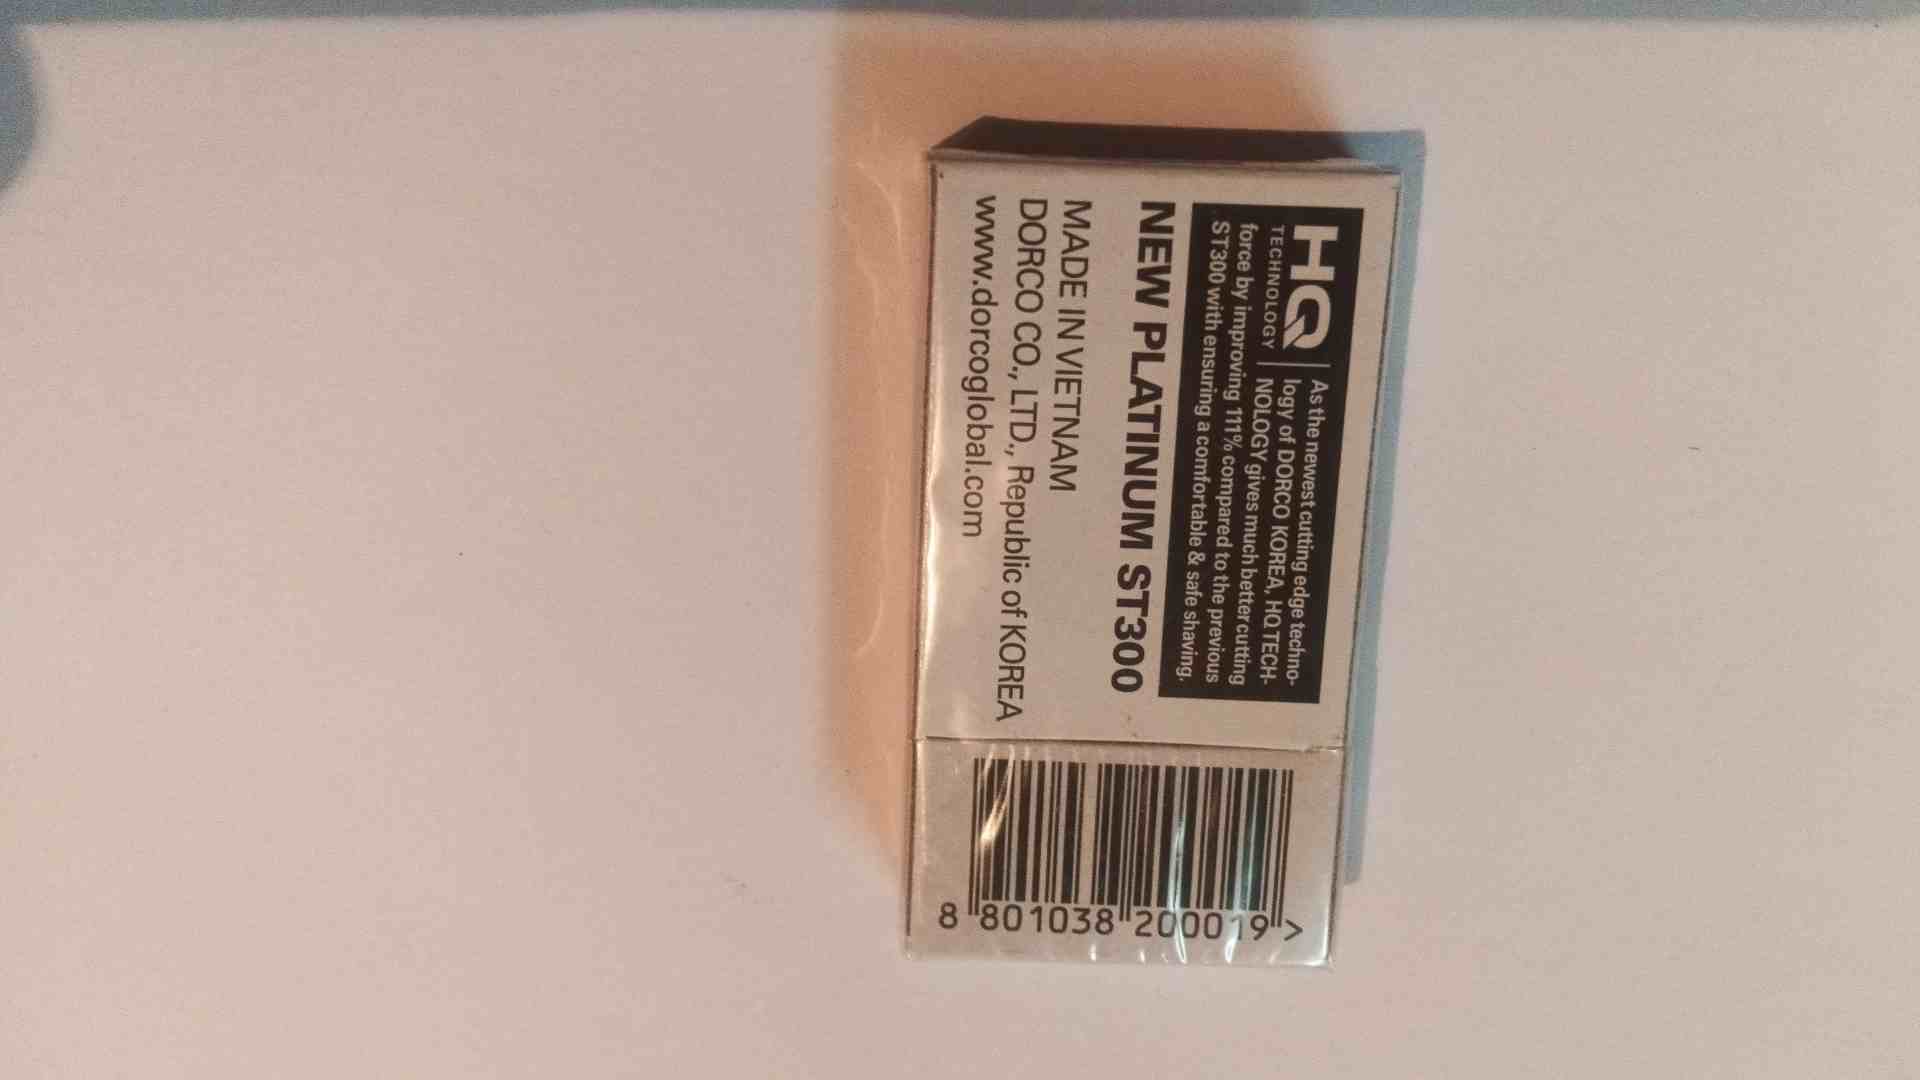 HQ
TECHNOLOGY
As the newest cutting edge techno-
logy of DORCO KOREA, HQ TECH-
NOLOGY gives much better cutting
force by improving 111% compared to the previous
ST300 with ensuring a comfortable & safe shaving.
NEW PLATINUM ST300
MADE IN VIETNAM
DORCO CO., LTD., Republic of KOREA
www.dorcoglobal.com
8 801038 200019 >